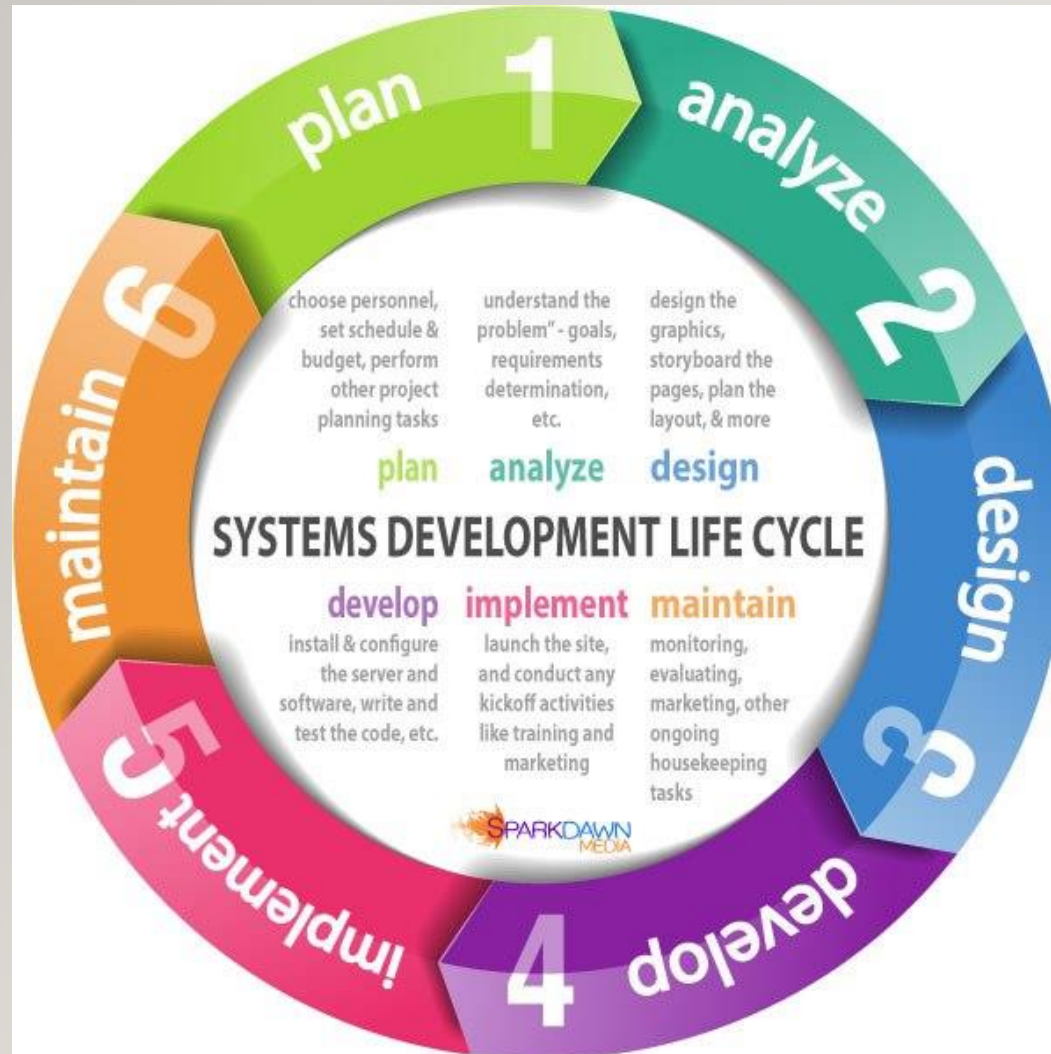 plan 1
analyze 2
design 3
develop 4
implement 5
maintain 6
choose personnel,
set schedule &
budget, perform
other project
planning tasks
plan
understand the
problem" - goals,
requirements
determination,
etc.
analyze
design the
graphics,
storyboard the
pages, plan the
layout, & more
design
SYSTEMS DEVELOPMENT LIFE CYCLE
develop
install & configure
the server and
software, write and
test the code, etc.
implement
launch the site,
and conduct any
kickoff activities
like training and
marketing
maintain
monitoring,
evaluating,
marketing, other
ongoing
housekeeping
tasks
SPARKDAWN
MEDIA